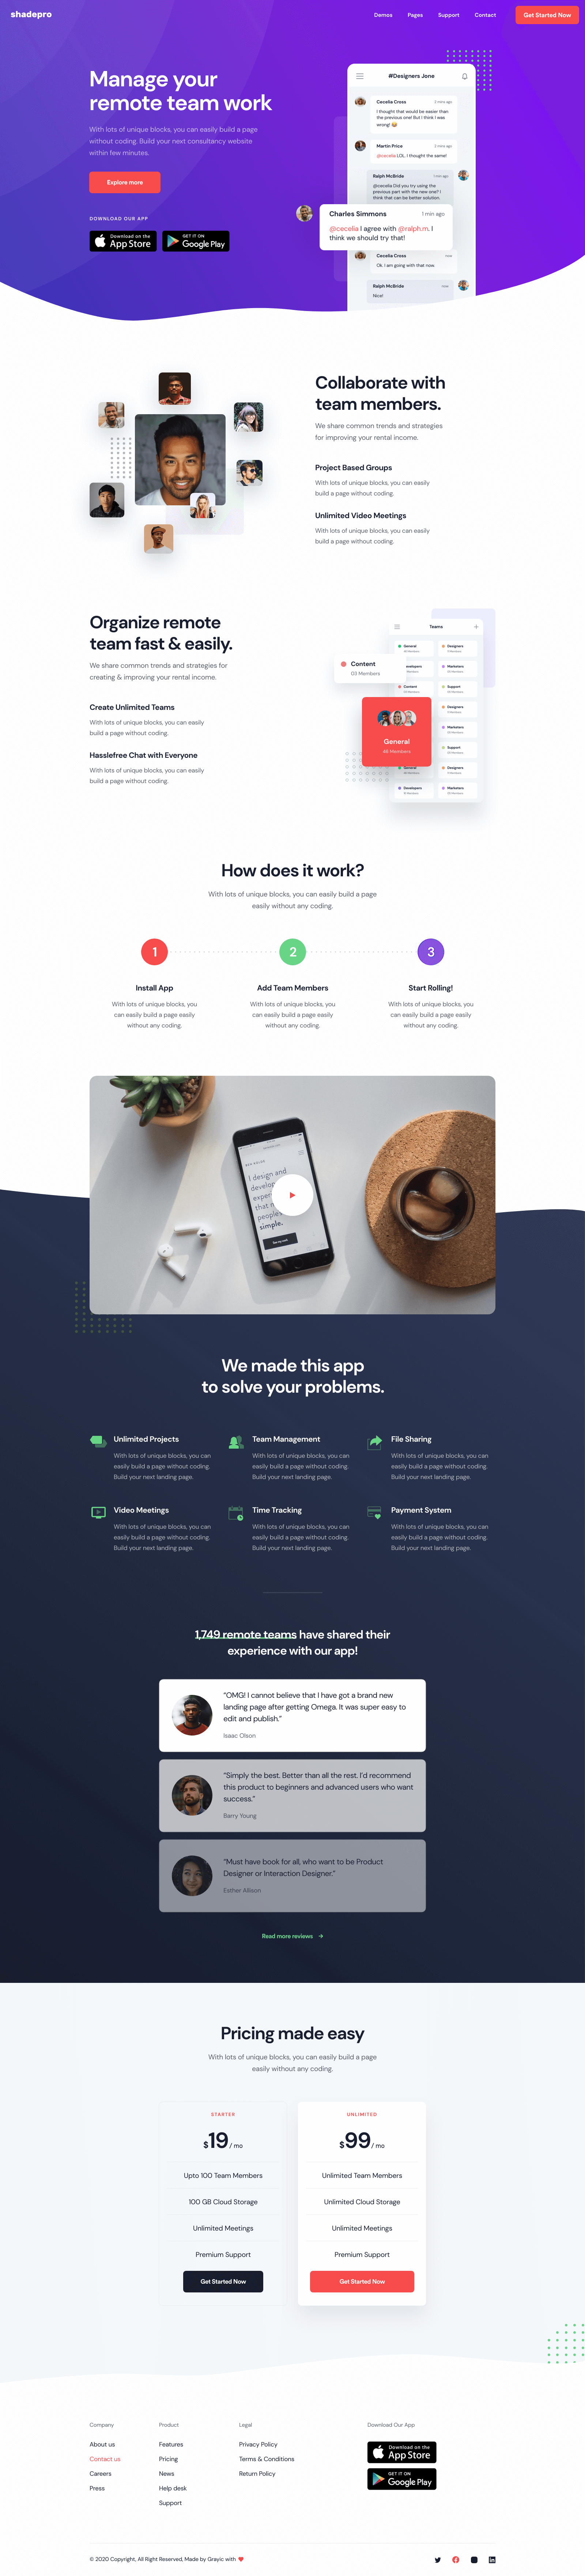 shadepro
Demos Pages Support Contact Get Started Now
Manage your
remote team work
With lots of unique blocks, you can easily build a page
without coding. Build your next consultancy website
within few minutes.
Explore more
DOWNLOAD OUR APP
Download on the
App Store
GET IT ON
Google Play
#Designers Jone
Cecelia Cross 2 mins ago
I thought that would be easier than
the previous one! But I think I was
wrong!
Martin Price 2 mins ago
@cecelia LOL. I thought the same!
Ralph McBride 1 min ago
@cecelia Did you try using the
previous part with the new one? I
think that can be better solution.
Charles Simmons 1 min ago
@cecelia I agree with @ralph.m. I
think we should try that!
Cecelia Cross now
Ok. I am going with that now.
Ralph McBride now
Nice!
Collaborate with
team members.
We share common trends and strategies
for improving your rental income.
Project Based Groups
With lots of unique blocks, you can easily
build a page without coding.
Unlimited Video Meetings
With lots of unique blocks, you can easily
build a page without coding.
Organize remote
team fast & easily.
We share common trends and strategies for
creating & improving your rental income.
Create Unlimited Teams
With lots of unique blocks, you can easily
build a page without coding.
Hasslefree Chat with Everyone
With lots of unique blocks, you can easily
build a page without coding.
Teams
General Designers
Content
03 Members
Marketers
Content Support
Designers
Marketers
Support
General
46 Members
General Designers
Developers Marketers
How does it work?
With lots of unique blocks, you can easily build a page
easily without any coding.
1 2 3
Install App
With lots of unique blocks, you
can easily build a page easily
without any coding.
Add Team Members
With lots of unique blocks, you
can easily build a page easily
without any coding.
Start Rolling!
With lots of unique blocks, you
can easily build a page easily
without any coding.
I design and
simple.
We made this app
to solve your problems.
Unlimited Projects
With lots of unique blocks, you can
easily build a page without coding.
Build your next landing page.
Team Management
With lots of unique blocks, you can
easily build a page without coding.
Build your next landing page.
File Sharing
With lots of unique blocks, you can
easily build a page without coding.
Build your next landing page.
Video Meetings
With lots of unique blocks, you can
easily build a page without coding.
Build your next landing page.
Time Tracking
With lots of unique blocks, you can
easily build a page without coding.
Build your next landing page.
Payment System
With lots of unique blocks, you can
easily build a page without coding.
Build your next landing page.
1,749 remote teams have shared their
experience with our app!
“OMG! I cannot believe that I have got a brand new
landing page after getting Omega. It was super easy to
edit and publish.”
Isaac Olson
“Simply the best. Better than all the rest. I’d recommend
this product to beginners and advanced users who want
success.”
Barry Young
“Must have book for all, who want to be Product
Designer or Interaction Designer.”
Esther Allison
Read more reviews
Pricing made easy
With lots of unique blocks, you can easily build a page
easily without any coding.
STARTER
$19 / mo
Upto 100 Team Members
100 GB Cloud Storage
Unlimited Meetings
Premium Support
Get Started Now
UNLIMITED
$99 / mo
Unlimited Team Members
Unlimited Cloud Storage
Unlimited Meetings
Premium Support
Get Started Now
Company
About us
Contact us
Careers
Press
Product
Features
Pricing
News
Help desk
Support
Legal
Privacy Policy
Terms & Conditions
Return Policy
Download Our App
Download on the
App Store
GET IT ON
Google Play
© 2020 Copyright, All Right Reserved, Made by Grayic with